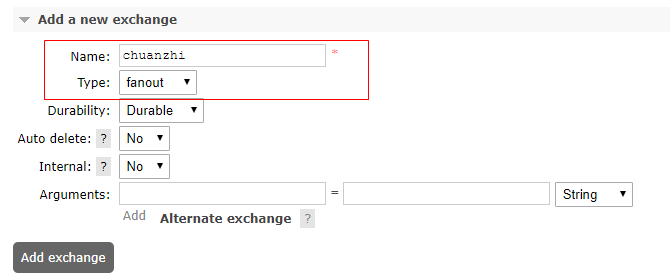 Add a new exchange
Name: chuanzhi *
Type: fanout
Durability: Durable
Auto delete: ? No
Internal: ? No
Arguments: = String
Add Alternate exchange ?
Add exchange